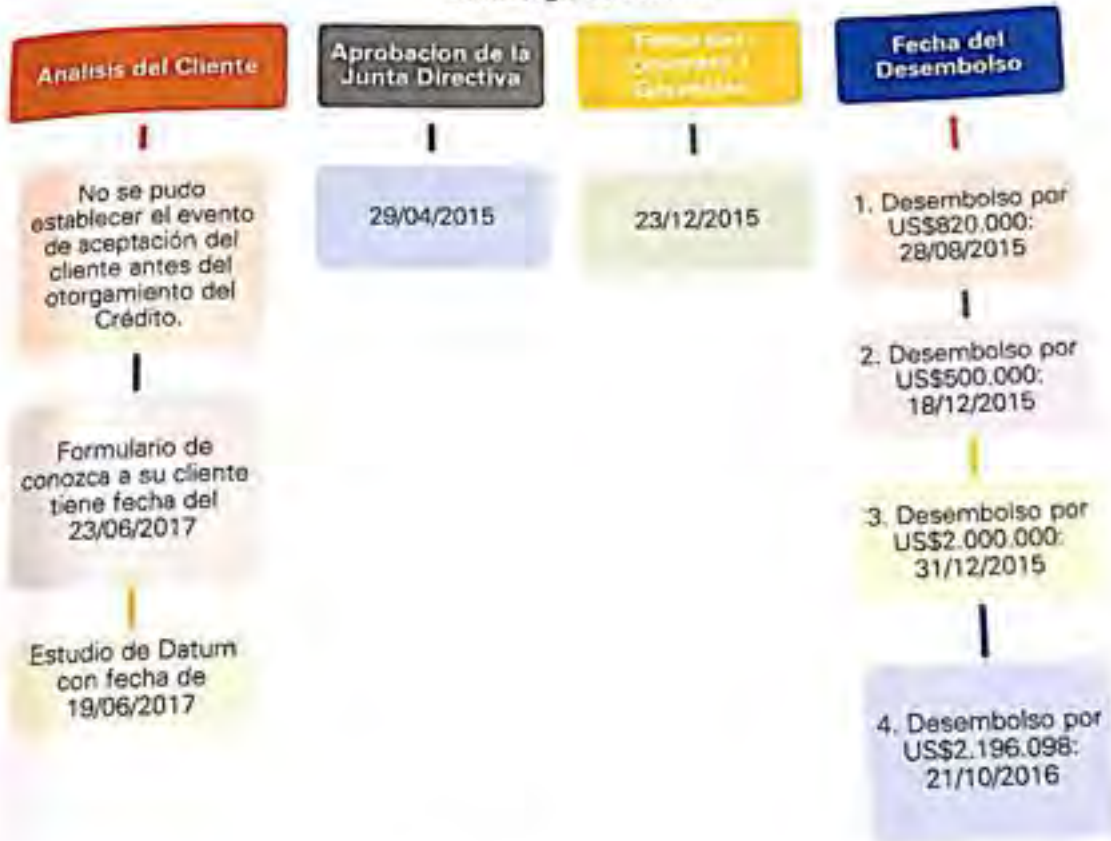 Analisis del Cliente
No se pudo
establecer el evento
de aceptación del
cliente antes del
otorgamiento del
Crédito.
Formulario de
conozca a su cliente
tiene fecha del
23/06/2017
Estudio de Datum
con fecha de
19/06/2017
Aprobacion de la
Junta Directiva
29/04/2015
23/12/2015
Fecha del
Desembolso
1. Desembolso por
US$820.000:
28/08/2015
2. Desembolso por
US$500.000:
18/12/2015
3. Desembolso por
US$2.000.000:
31/12/2015
4. Desembolso por
US$2.196.098:
21/10/2016